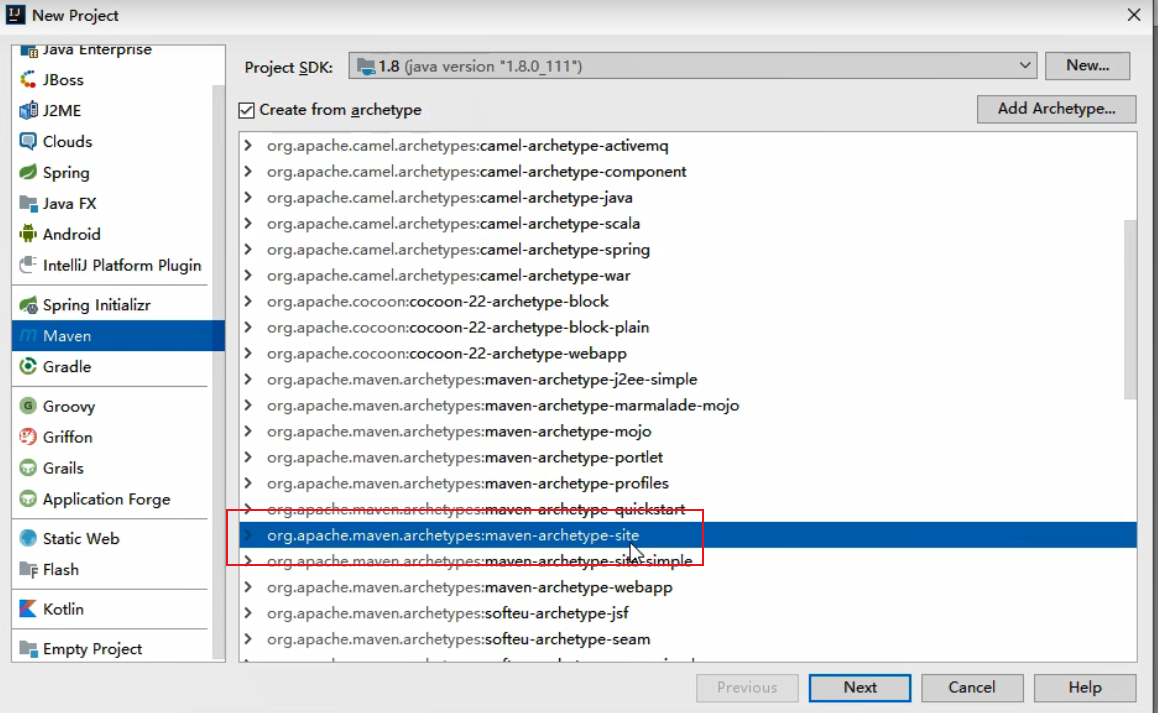 New Project
Java Enterprise
JBoss
J2ME
Clouds
Spring
Java FX
Android
IntelliJ Platform Plugin
Spring Initializr
Maven
Gradle
Groovy
Griffon
Grails
Application Forge
Static Web
Flash
Kotlin
Empty Project
Project SDK: 1.8 (java version "1.8.0_111") New...
Create from archetype Add Archetype...
org.apache.camel.archetypes:camel-archetype-activemq
org.apache.camel.archetypes:camel-archetype-component
org.apache.camel.archetypes:camel-archetype-java
org.apache.camel.archetypes:camel-archetype-scala
org.apache.camel.archetypes:camel-archetype-spring
org.apache.camel.archetypes:camel-archetype-war
org.apache.cocoon:cocoon-22-archetype-block
org.apache.cocoon:cocoon-22-archetype-block-plain
org.apache.cocoon:cocoon-22-archetype-webapp
org.apache.maven.archetypes:maven-archetype-j2ee-simple
org.apache.maven.archetypes:maven-archetype-marmalade-mojo
org.apache.maven.archetypes:maven-archetype-mojo
org.apache.maven.archetypes:maven-archetype-portlet
org.apache.maven.archetypes:maven-archetype-profiles
org.apache.maven.archetypes:maven-archetype-quickstart
org.apache.maven.archetypes:maven-archetype-site
org.apache.maven.archetypes:maven-archetype-site-simple
org.apache.maven.archetypes:maven-archetype-webapp
org.apache.maven.archetypes:softeu-archetype-jsf
org.apache.maven.archetypes:softeu-archetype-seam
Previous Next Cancel Help